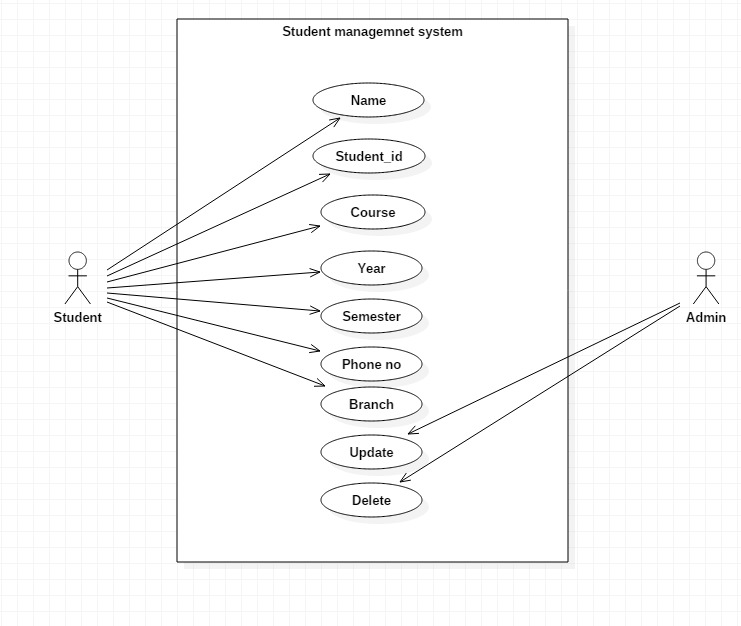 Student managemnet system
Name
Student_id
Course
Year
Semester
Phone no
Branch
Update
Delete
Student
Admin